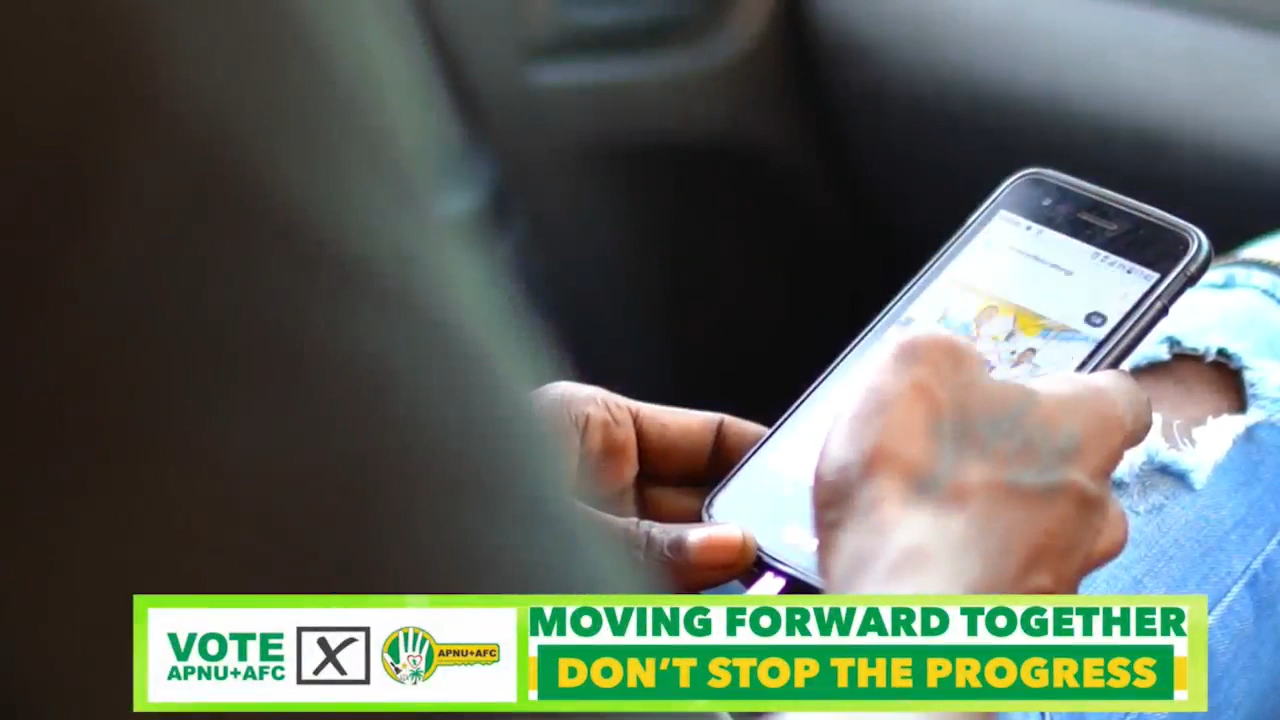 VOTE
APNU+AFC
X
APNU+AFC
MOVING FORWARD TOGETHER
DON'T STOP THE PROGRESS